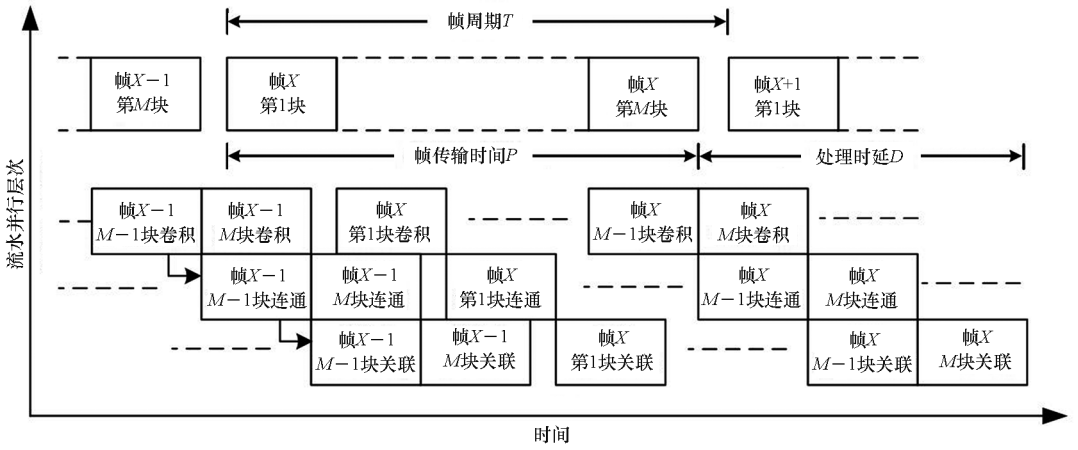 帧周期T
帧X－1
第M块
帧X
第1块
帧X
第M块
帧X+1
第1块
帧传输时间P
处理时延D
流水并行层次
帧X－1
M－1块卷积
帧X－1
M块卷积
帧X
第1块卷积
帧X
M－1块卷积
帧X
M块卷积
帧X－1
M－1块连通
帧X－1
M块连通
帧X
第1块连通
帧X
M－1块连通
帧X
M块连通
帧X－1
M－1块关联
帧X－1
M块关联
帧X
第1块关联
帧X
M－1块关联
帧X
M块关联
时间